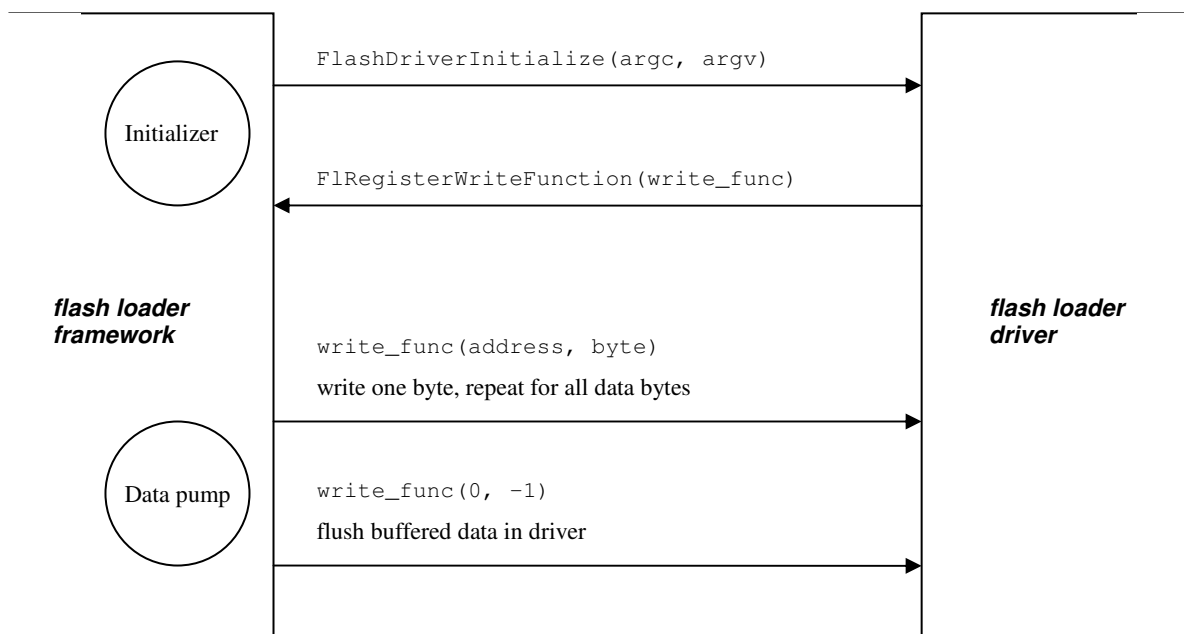 FlashDriverInitialize(argc, argv)
Initializer
FlRegisterWriteFunction(write_func)
flash loader
framework
flash loader
driver
write_func(address, byte)
write one byte, repeat for all data bytes
Data pump
write_func(0, -1)
flush buffered data in driver